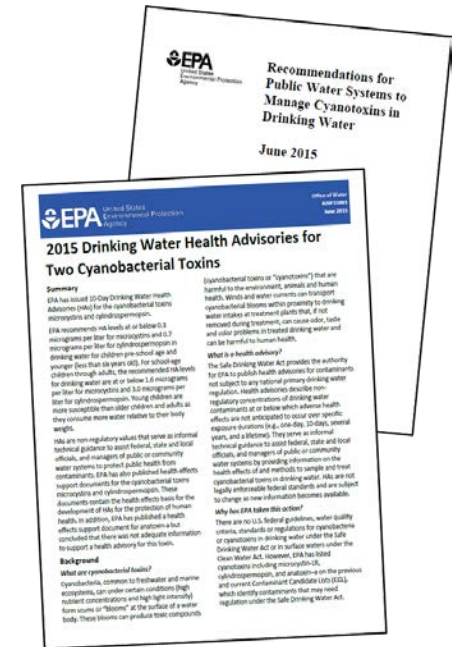 EPA
United States
Environmental Protection
Agency
Recommendations for
Public Water Systems to
Manage Cyanotoxins in
Drinking Water
June 2015
EPA
United States
Environmental Protection
Agency
Office of Water
June 2015
2015 Drinking Water Health Advisories for
Two Cyanobacterial Toxins
Summary
EPA has issued 10-Day Drinking Water Health
Advisories (HAs) for the cyanobacterial toxins
microcystins and cylindrospermopsin.
EPA recommends HA levels at or below 0.3
micrograms per liter for microcystins and 0.7
micrograms per liter for cylindrospermopsin in
drinking water for children pre-school age and
younger (less than six years old). For school-age
children through adults, the recommended HA levels
for drinking water are at or below 1.6 micrograms
per liter for microcystins and 3.0 micrograms per
liter for cylindrospermopsin. Young children are
more susceptible than older children and adults as
they consume more water relative to their body
weight.
HAs are non-regulatory values that serve as informal
technical guidance to assist federal, state and local
officials, and managers of public or community
water systems to protect public health from
contaminants. EPA has also published health effects
support documents for the cyanobacterial toxins
microcystins and cylindrospermopsin. These
documents contain the health effects basis for the
development of HAs for the protection of human
health. In addition, EPA has published a health
effects support document for anatoxin-a but
concluded that there was not adequate information
to support a health advisory for this toxin.
Background
What are cyanobacterial toxins?
Cyanobacteria, common to freshwater and marine
ecosystems, can under certain conditions (high
nutrient concentrations and high light intensity)
form scums or "blooms" at the surface of a water
body. These blooms can produce toxic compounds
(cyanobacterial toxins or "cyanotoxins") that are
harmful to the environment, animals and human
health. Winds and water currents can transport
cyanobacterial blooms within proximity to drinking
water intakes at treatment plants that, if not
removed during treatment, can cause odor, taste
and color problems in treated drinking water and
can be harmful to human health.
What is a health advisory?
The Safe Drinking Water Act provides the authority
for EPA to publish health advisories for contaminants
not subject to any national primary drinking water
regulation. Health advisories describe non-
regulatory concentrations of drinking water
contaminants at or below which adverse health
effects are not anticipated to occur over specific
exposure durations (e.g., one-day, 10-days, several
years, and a lifetime). They serve as informal
technical guidance to assist federal, state and local
officials, and managers of public or community
water systems by providing information on the
health effects of and methods to sample and treat
cyanobacterial toxins in drinking water. HAs are not
legally enforceable federal standards and are subject
to change as new information becomes available.
Why has EPA taken this action?
There are no U.S. federal guidelines, water quality
criteria, standards or regulations for cyanobacteria
or cyanotoxins in drinking water under the Safe
Drinking Water Act or in surface waters under the
Clean Water Act. However, EPA has listed
cyanotoxins including microcystin-LR,
cylindrospermopsin, and anatoxin-a on the previous
and current Contaminant Candidate Lists (CCL),
which identify contaminants that may need
regulation under the Safe Drinking Water Act.